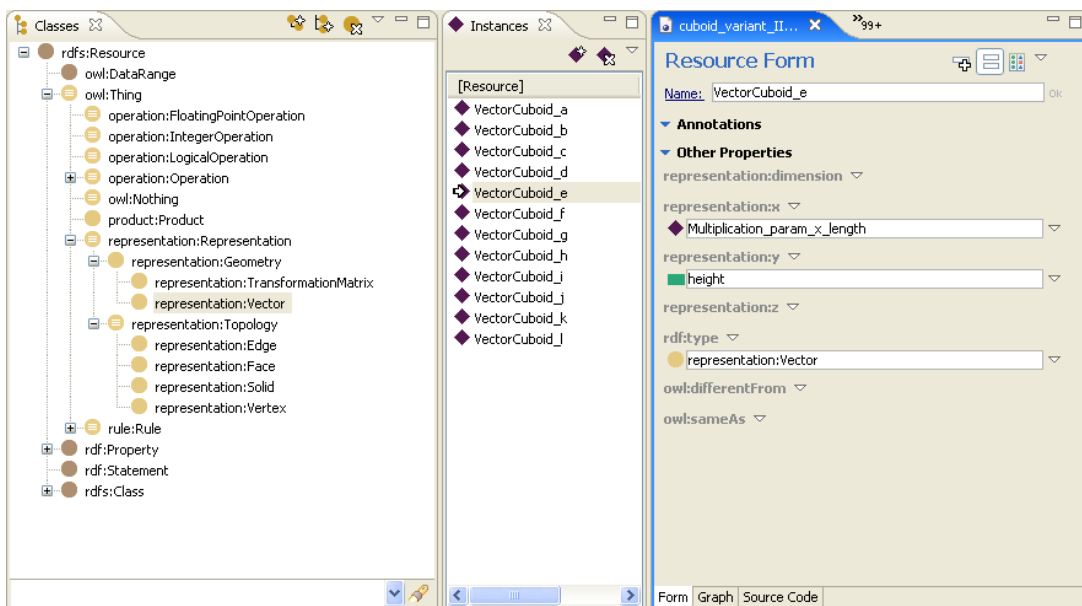 Classes
rdfs:Resource
owl:DataRange
owl:Thing
operation:FloatingPointOperation
operation:IntegerOperation
operation:LogicalOperation
operation:Operation
owl:Nothing
product:Product
representation:Representation
representation:Geometry
representation:TransformationMatrix
representation:Vector
representation:Topology
representation:Edge
representation:Face
representation:Solid
representation:Vertex
rule:Rule
rdf:Property
rdf:Statement
rdfs:Class
Instances
[Resource]
VectorCuboid_a
VectorCuboid_b
VectorCuboid_c
VectorCuboid_d
VectorCuboid_e
VectorCuboid_f
VectorCuboid_g
VectorCuboid_h
VectorCuboid_i
VectorCuboid_j
VectorCuboid_k
VectorCuboid_l
cuboid_variant_II... »99+
Resource Form
Name: VectorCuboid_e Ok
Annotations
Other Properties
representation:dimension
representation:x
Multiplication_param_x_length
representation:y
height
representation:z
rdf:type
representation:Vector
owl:differentFrom
owl:sameAs
Form Graph Source Code